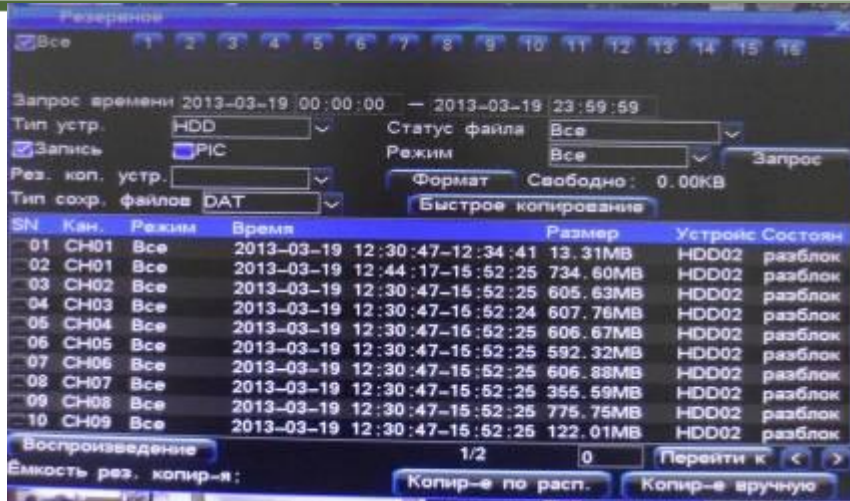 Резервное
Все 1 2 3 4 5 6 7 8 9 10 11 12 13 14 15 16
Запрос времени 2013-03-19 00:00:00 — 2013-03-19 23:59:59
Тип устр. HDD Статус файла Все
Запись PIC Режим Все Запрос
Рез. коп. устр. Формат Свободно: 0.00KB
Тип сохр. файлов DAT Быстрое копирование
SN Кан. Режим Время Размер Устройс Состоян
01 CH01 Все 2013-03-19 12:30:47-12:34:41 13.31MB HDD02 разблок
02 CH01 Все 2013-03-19 12:44:17-15:52:25 734.60MB HDD02 разблок
03 CH02 Все 2013-03-19 12:30:47-15:52:25 605.63MB HDD02 разблок
04 CH03 Все 2013-03-19 12:30:47-15:52:24 607.76MB HDD02 разблок
05 CH04 Все 2013-03-19 12:30:47-15:52:25 606.67MB HDD02 разблок
06 CH05 Все 2013-03-19 12:30:47-15:52:25 592.32MB HDD02 разблок
07 CH06 Все 2013-03-19 12:30:47-15:52:25 606.88MB HDD02 разблок
08 CH07 Все 2013-03-19 12:30:47-15:52:25 355.59MB HDD02 разблок
09 CH08 Все 2013-03-19 12:30:47-15:52:25 775.75MB HDD02 разблок
10 CH09 Все 2013-03-19 12:30:47-15:52:25 122.01MB HDD02 разблок
Воспроизведение 1/2 0 Перейти к < >
Ёмкость рез. копир-я: Копир-е по расп. Копир-е вручную